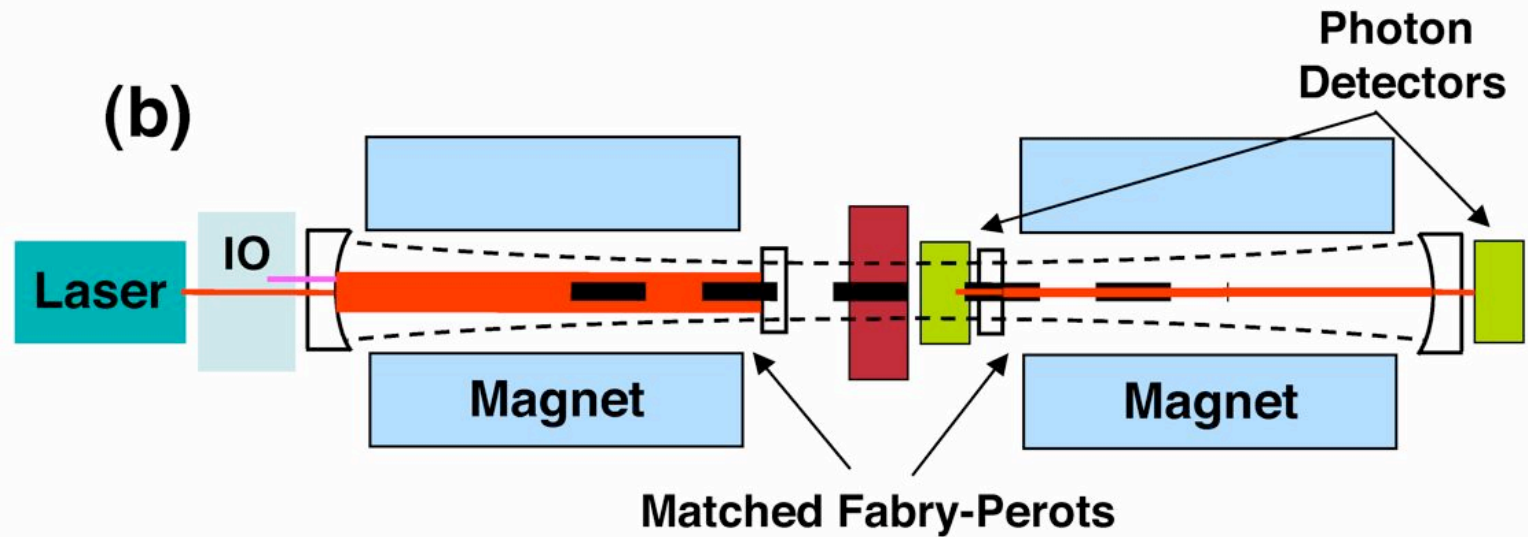 Photon
Detectors
(b)
IO
Laser
Magnet
Magnet
Matched Fabry-Perots